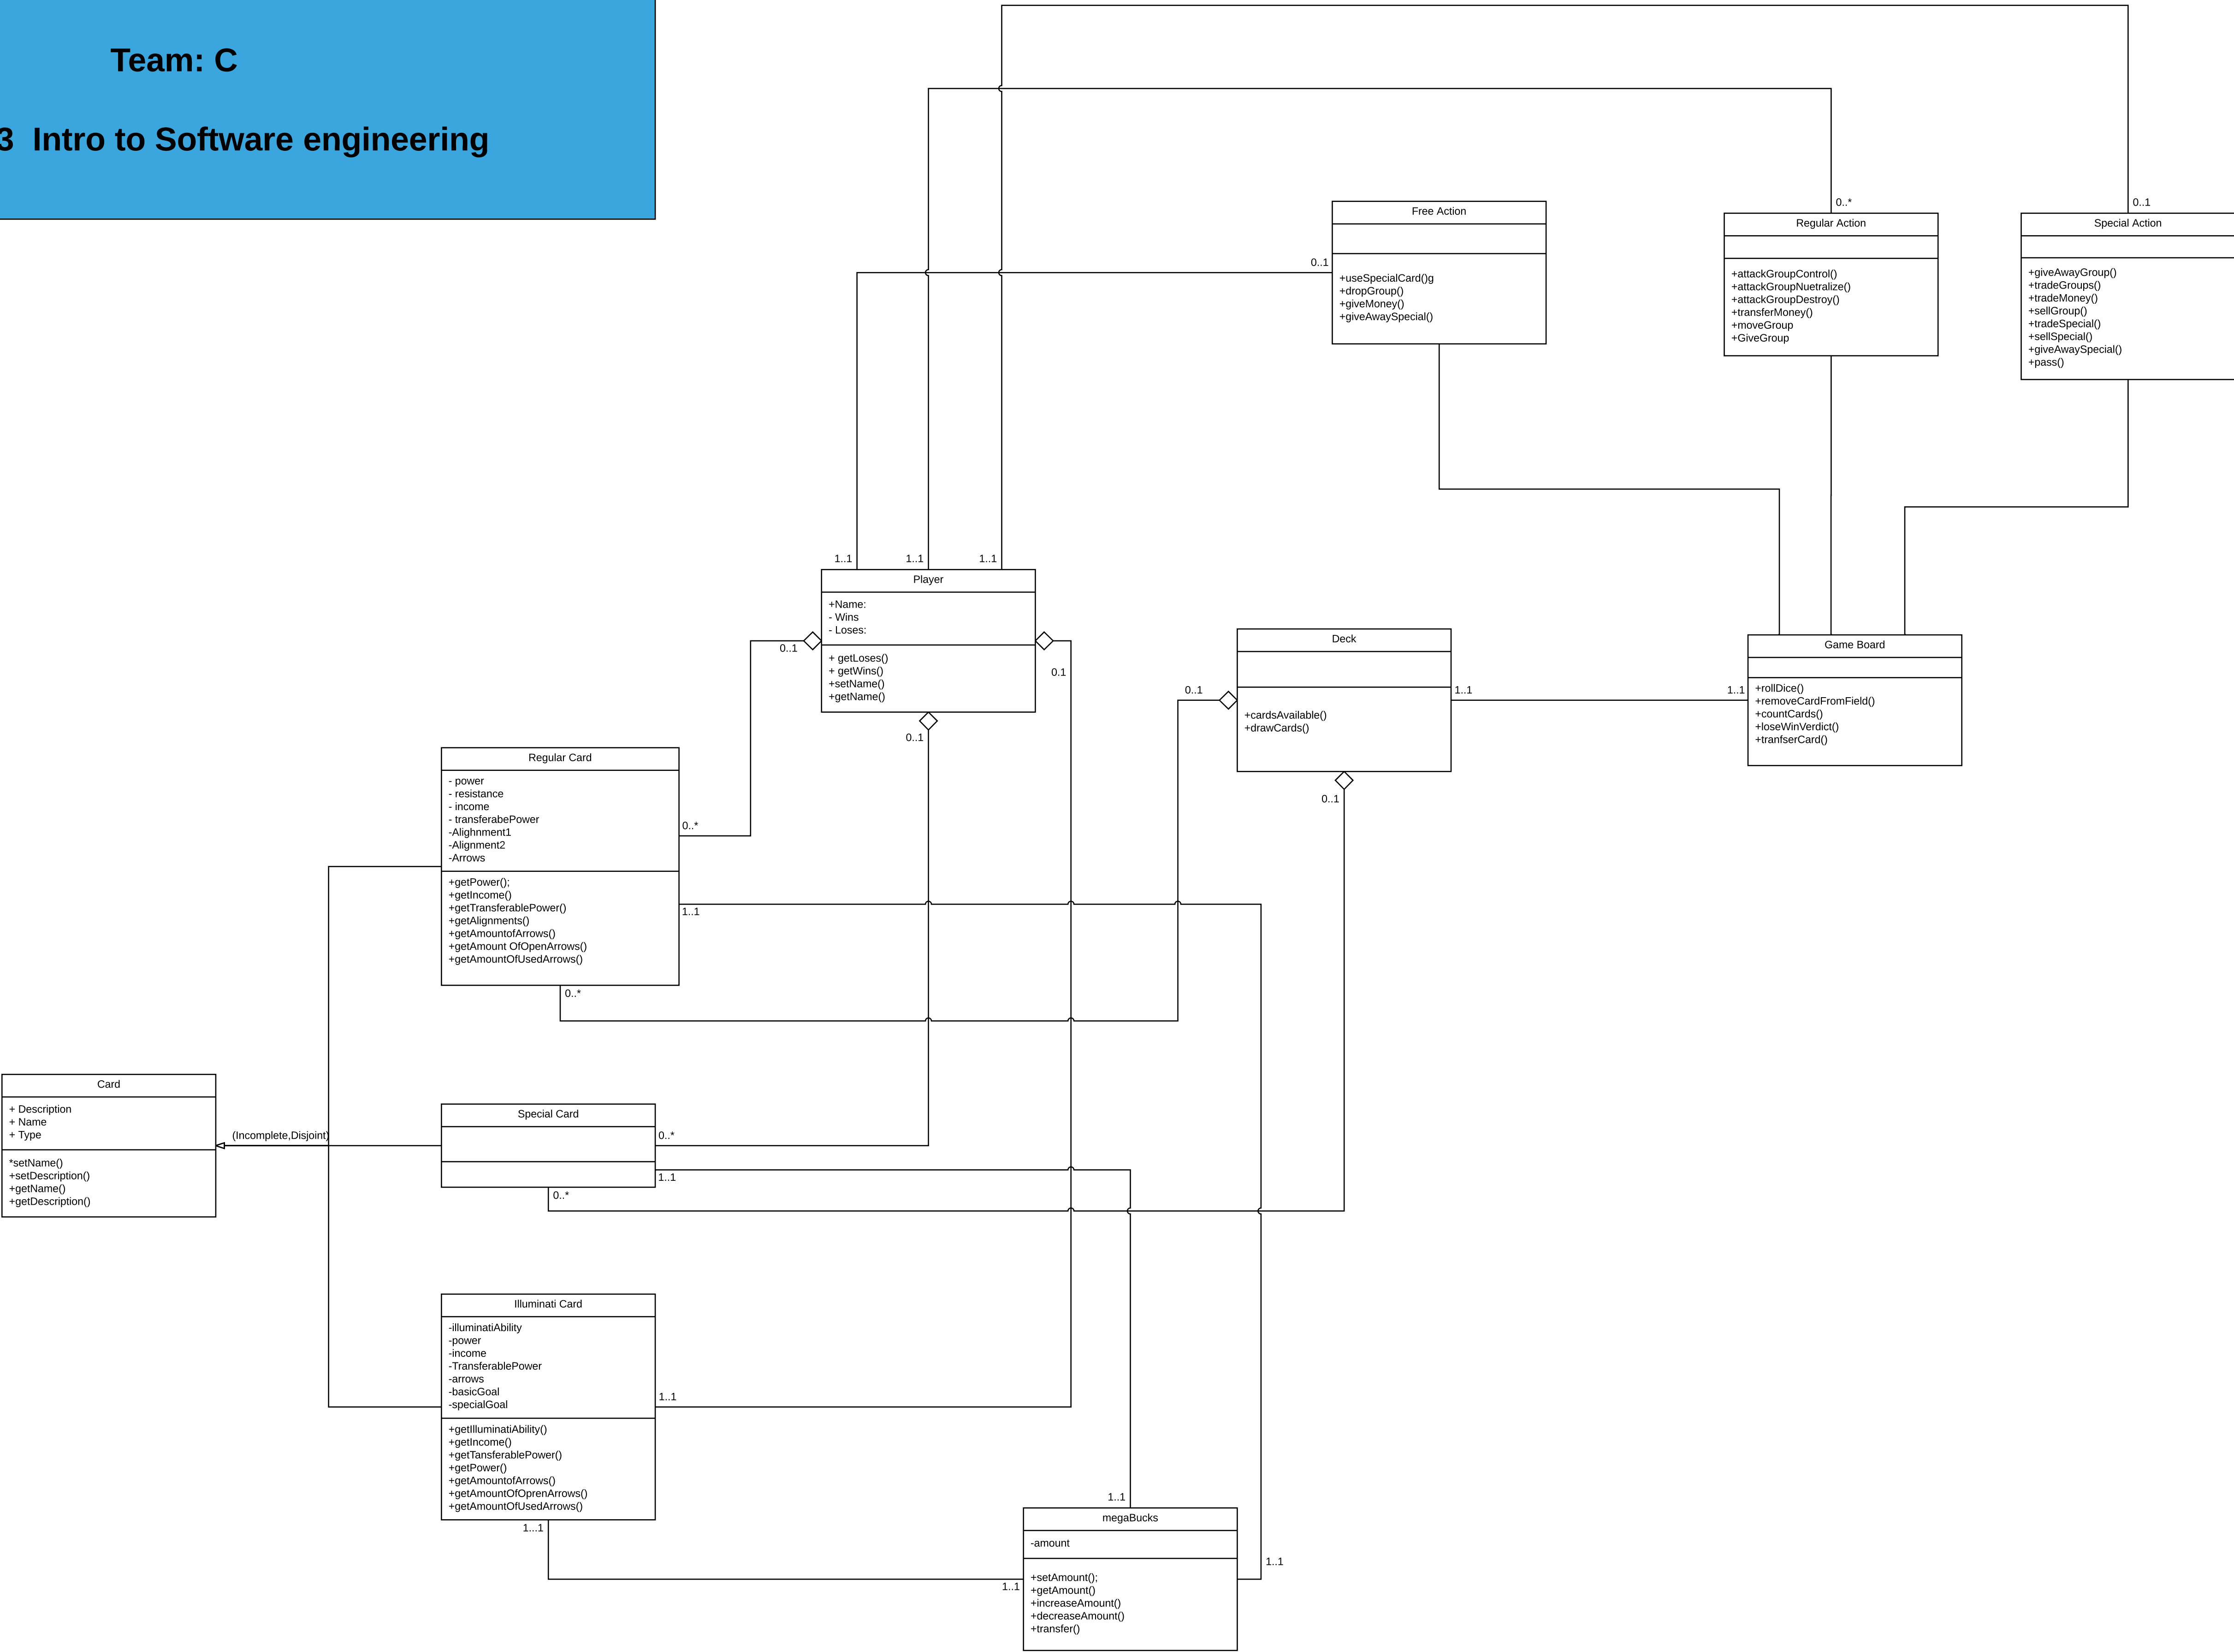 Team: C
3 Intro to Software engineering
0..*
0..1
Free Action
+useSpecialCard()g
+dropGroup()
+giveMoney()
+giveAwaySpecial()
0..1
Regular Action
+attackGroupControl()
+attackGroupNuetralize()
+attackGroupDestroy()
+transferMoney()
+moveGroup
+GiveGroup
Special Action
+giveAwayGroup()
+tradeGroups()
+tradeMoney()
+sellGroup()
+tradeSpecial()
+sellSpecial()
+giveAwaySpecial()
+pass()
1..1
1..1
1..1
Player
+Name:
- Wins
- Loses:
+ getLoses()
+ getWins()
+setName()
+getName()
0..1
0.1
0..1
Deck
+cardsAvailable()
+drawCards()
0..1
1..1
1..1
0..1
Game Board
+rollDice()
+removeCardFromField()
+countCards()
+loseWinVerdict()
+tranfserCard()
Regular Card
- power
- resistance
- income
- transferabePower
-Alighnment1
-Alignment2
-Arrows
+getPower();
+getIncome()
+getTransferablePower()
+getAlignments()
+getAmountofArrows()
+getAmount OfOpenArrows()
+getAmountOfUsedArrows()
0..*
1..1
0..*
Card
+ Description
+ Name
+ Type
*setName()
+setDescription()
+getName()
+getDescription()
(Incomplete,Disjoint)
Special Card
0..*
1..1
0..*
Illuminati Card
-illuminatiAbility
-power
-income
-TransferablePower
-arrows
-basicGoal
-specialGoal
+getIlluminatiAbility()
+getIncome()
+getTansferablePower()
+getPower()
+getAmountofArrows()
+getAmountOfOprenArrows()
+getAmountOfUsedArrows()
1..1
1...1
1..1
megaBucks
-amount
+setAmount();
+getAmount()
+increaseAmount()
+decreaseAmount()
+transfer()
1..1
1..1